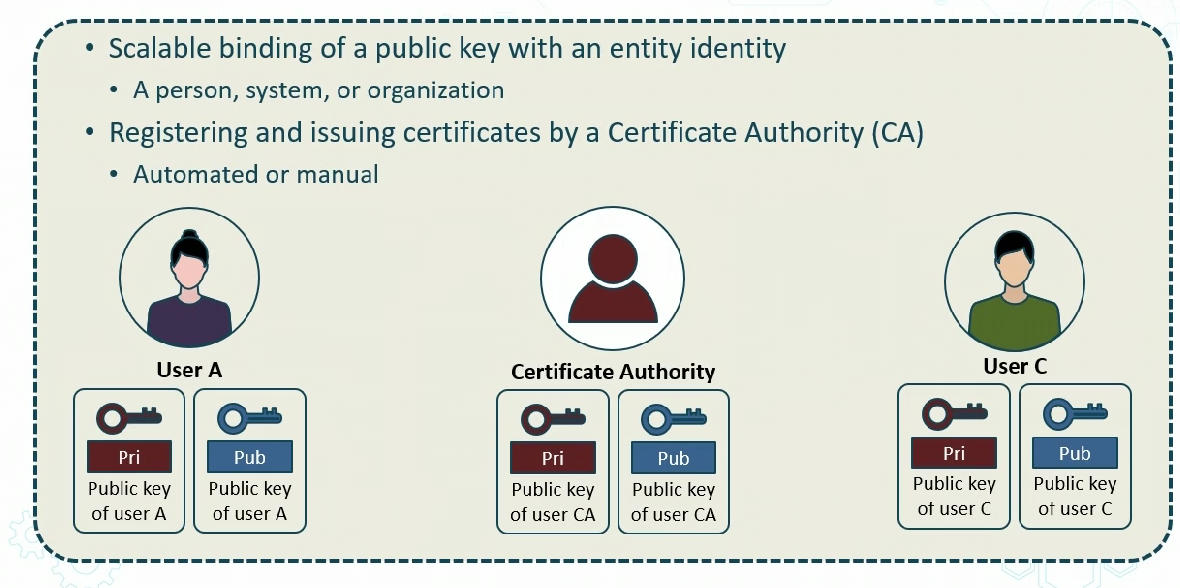 • Scalable binding of a public key with an entity identity
• A person, system, or organization
• Registering and issuing certificates by a Certificate Authority (CA)
• Automated or manual
User A
Certificate Authority
User C
Pri
Public key
of user A
Pub
Public key
of user A
Pri
Public key
of user CA
Pub
Public key
of user CA
Pri
Public key
of user C
Pub
Public key
of user C